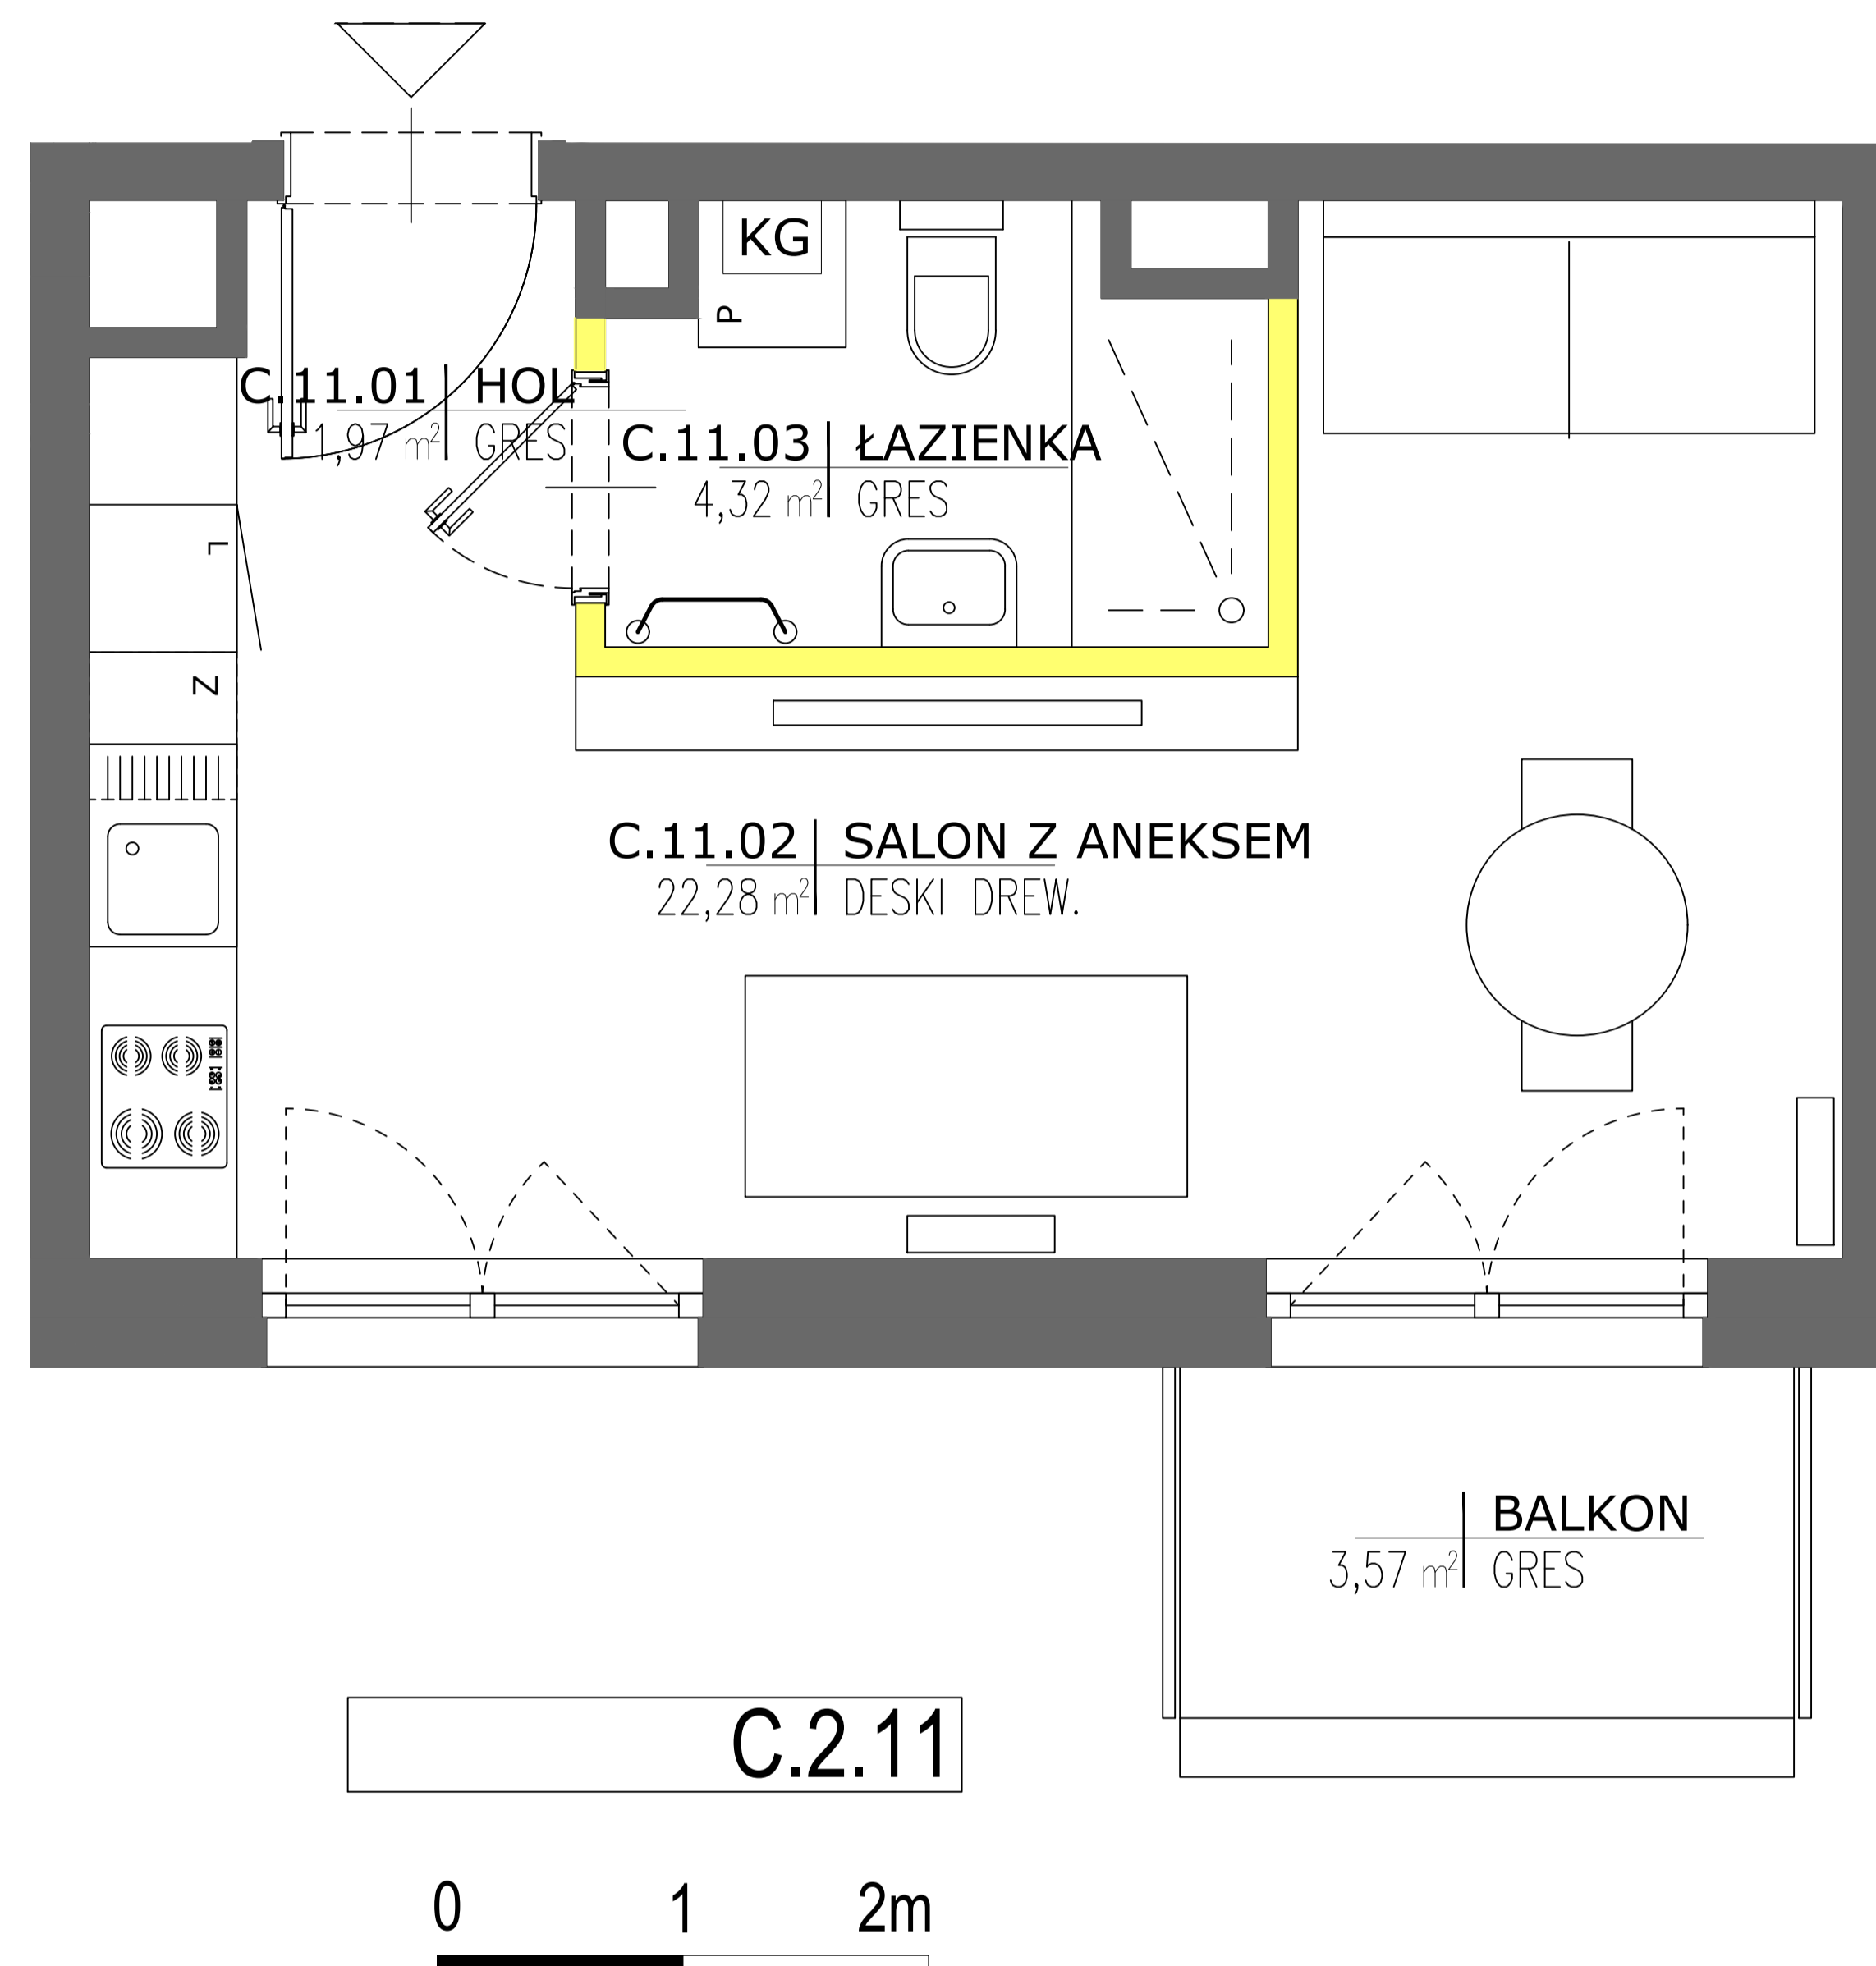 KG
P
C.11.01 HOL
1,97 m² GRES
C.11.03 ŁAZIENKA
4,32 m² GRES
L
Z
C.11.02 SALON Z ANEKSEM
22,28 m² DESKI DREW.
BALKON
3,57 m² GRES
C.2.11
0 1 2m